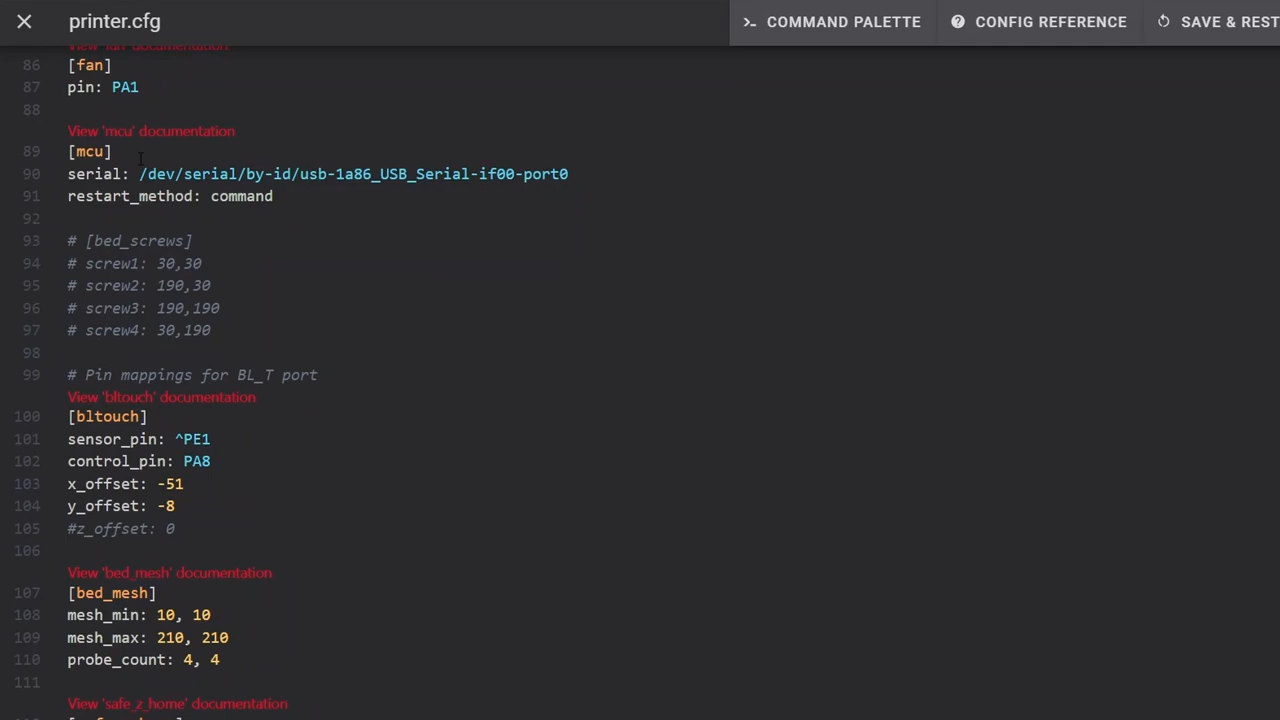 printer.cfg
COMMAND PALETTE
CONFIG REFERENCE
SAVE & REST
View 'fan' documentation
86 [fan]
87 pin: PA1
88
View 'mcu' documentation
89 [mcu]
90 serial: /dev/serial/by-id/usb-1a86_USB_Serial-if00-port0
91 restart_method: command
92
93 # [bed_screws]
94 # screw1: 30,30
95 # screw2: 190,30
96 # screw3: 190,190
97 # screw4: 30,190
98
99 # Pin mappings for BL_T port
View 'bltouch' documentation
100 [bltouch]
101 sensor_pin: ^PE1
102 control_pin: PA8
103 x_offset: -51
104 y_offset: -8
105 #z_offset: 0
106
View 'bed_mesh' documentation
107 [bed_mesh]
108 mesh_min: 10, 10
109 mesh_max: 210, 210
110 probe_count: 4, 4
111
View 'safe_z_home' documentation